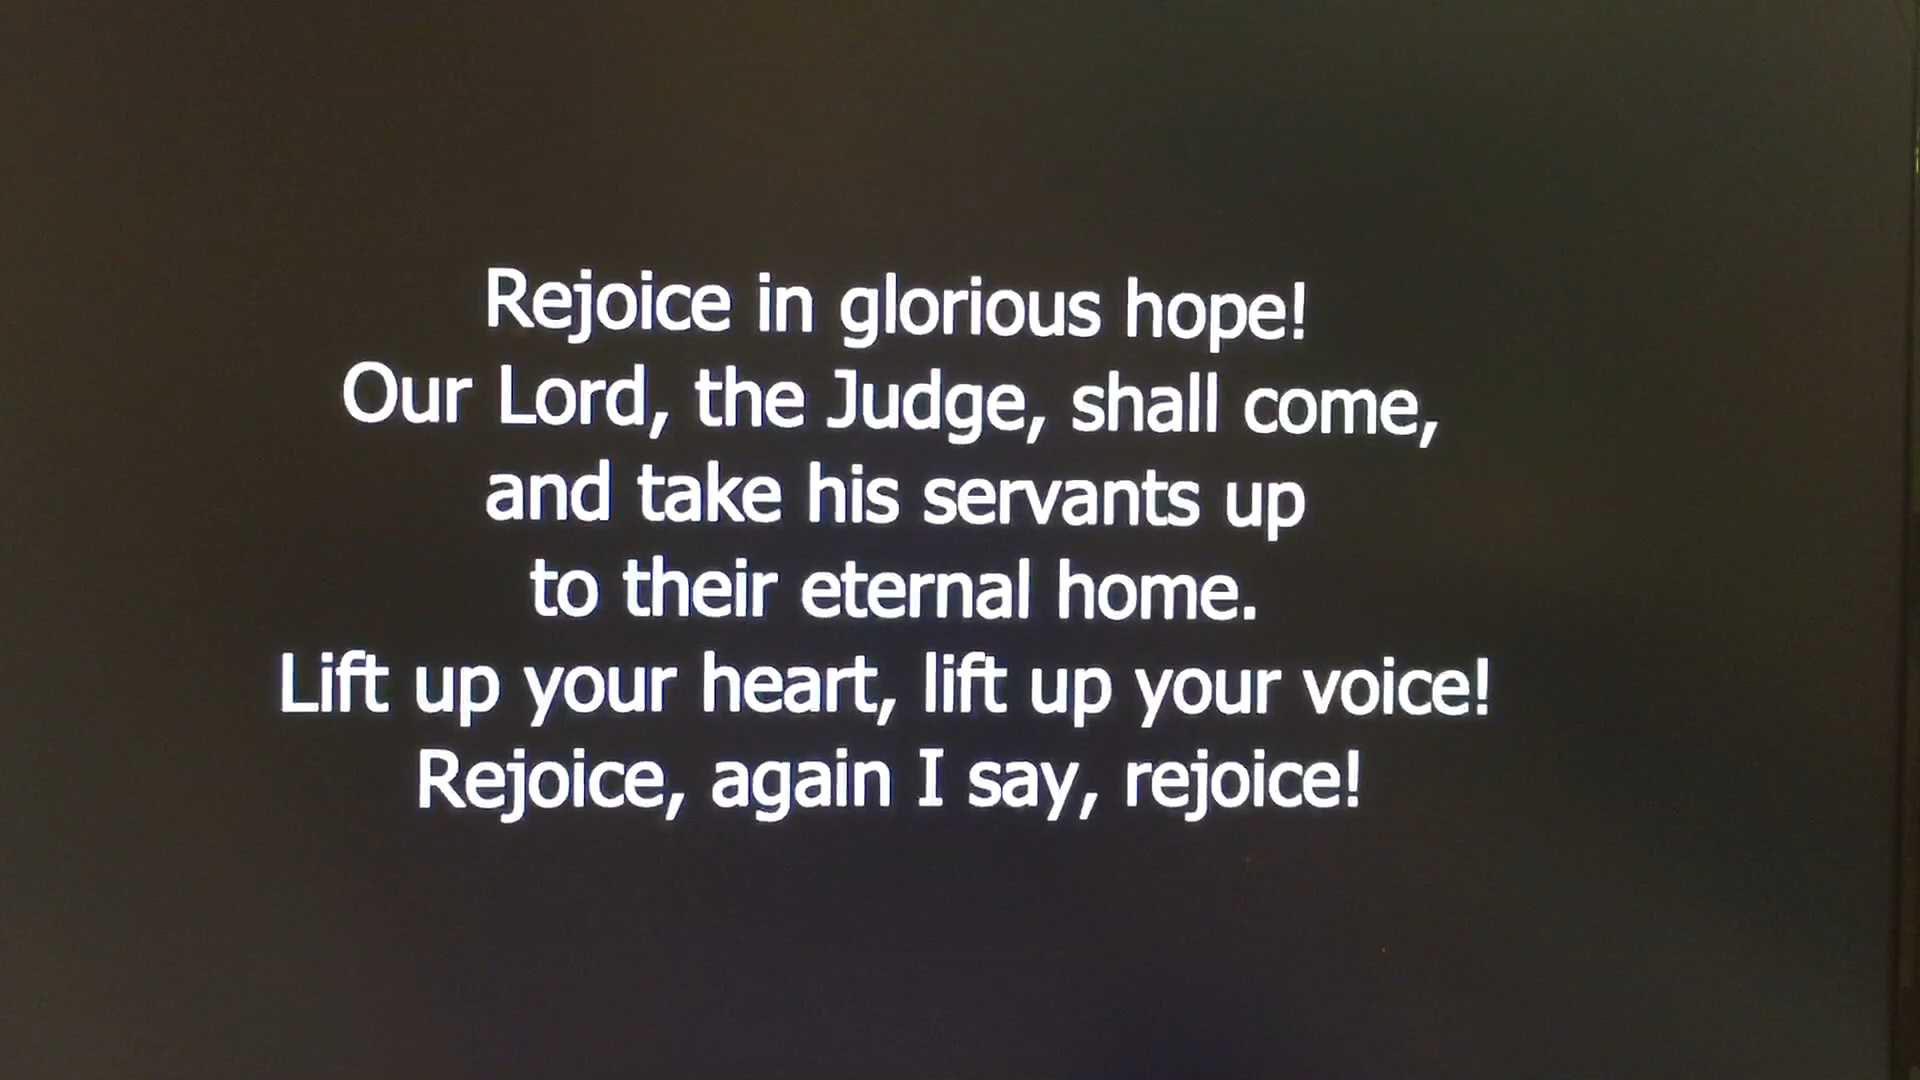 Rejoice in glorious hope!
Our Lord, the Judge, shall come,
and take his servants up
to their eternal home.
Lift up your heart, lift up your voice!
Rejoice, again I say, rejoice!